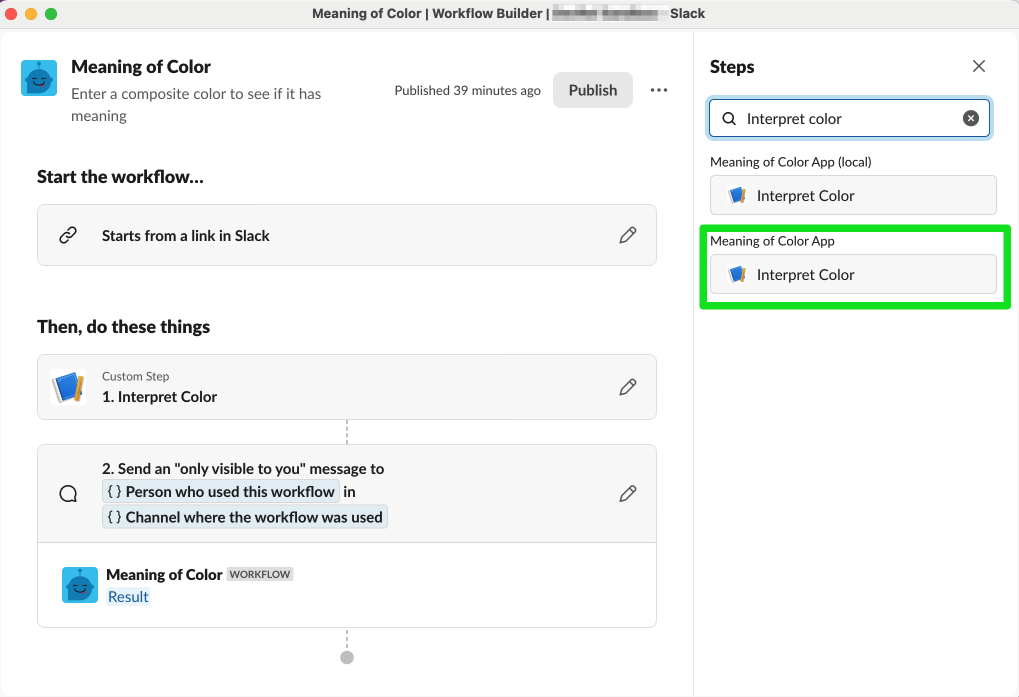 Meaning of Color | Workflow Builder | Slack
Meaning of Color
Enter a composite color to see if it has
meaning
Published 39 minutes ago
Publish
Start the workflow...
Starts from a link in Slack
Then, do these things
Custom Step
1. Interpret Color
2. Send an "only visible to you" message to
{ } Person who used this workflow in
{ } Channel where the workflow was used
Meaning of Color WORKFLOW
Result
Steps
Interpret color
Meaning of Color App (local)
Interpret Color
Meaning of Color App
Interpret Color